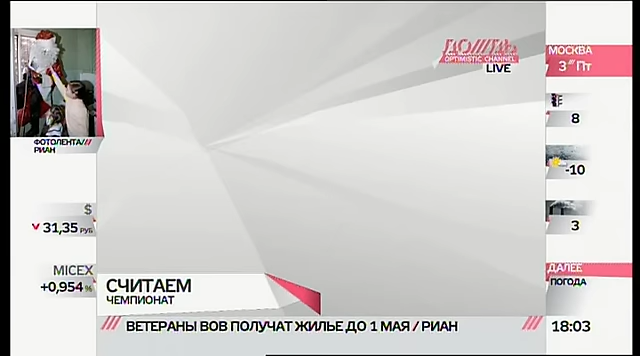 ДОЖДЬ
OPTIMISTIC CHANNEL
LIVE
МОСКВА
3///Пт
8
-10
3
ДАЛЕЕ
ПОГОДА
ФОТОЛЕНТА///
РИАН
$
31,35 РУБ
MICEX
+0,954 %
СЧИТАЕМ
ЧЕМПИОНАТ
/// ВЕТЕРАНЫ ВОВ ПОЛУЧАТ ЖИЛЬЕ ДО 1 МАЯ / РИАН ///
18:03